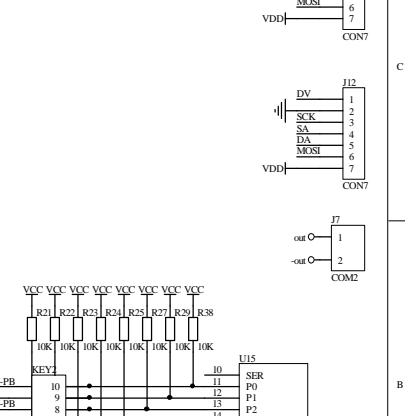 MOSI
6
VDD
7
CON7
C
J12
DV
1
2
SCK
3
SA
4
DA
5
MOSI
6
VDD
7
CON7
J7
out
1
-out
2
COM2
VCC VCC VCC VCC VCC VCC VCC VCC
R21 R22 R23 R24 R25 R27 R29 R38
10K 10K 10K 10K 10K 10K 10K 10K
U15
KEY2
10
SER
-PB
10
11
P0
B
9
12
P1
-PB
8
13
P2
14